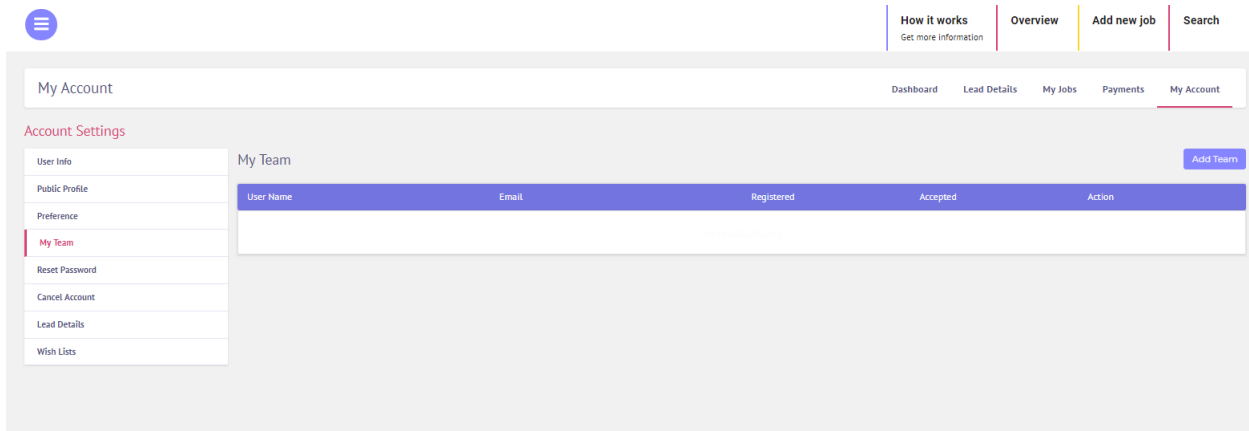 How it works
Get more information
Overview
Add new job
Search
My Account
Dashboard
Lead Details
My Jobs
Payments
My Account
Account Settings
User Info
Public Profile
Preference
My Team
Reset Password
Cancel Account
Lead Details
Wish Lists
My Team
Add Team
User Name
Email
Registered
Accepted
Action